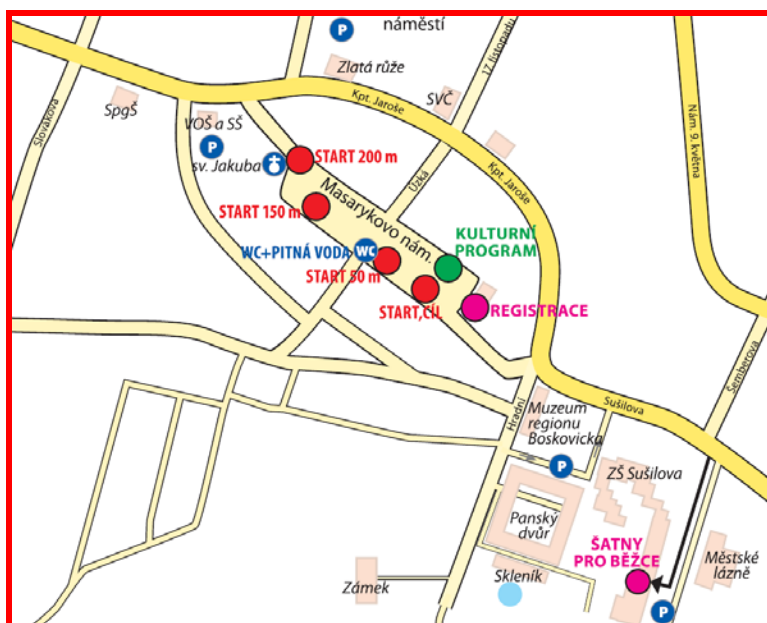 náměstí
P
Zlatá růže
17. listopadu
Slovákova
SpgŠ
Kpt. Jaroše
SVČ
VOŠ a SŠ
P
sv. Jakuba
START 200 m
Kpt. Jaroše
Nám. 9. května
Úzká
START 150 m
Masarykovo nám.
KULTURNÍ
PROGRAM
WC+PITNÁ VODA
WC
START 50 m
START,CÍL
REGISTRACE
Šemberova
Sušilova
Hradní
Muzeum
regionu
Boskovicka
P
ZŠ Sušilova
Panský
dvůr
ŠATNY
PRO BĚŽCE
Městské
lázně
Zámek
Skleník
P